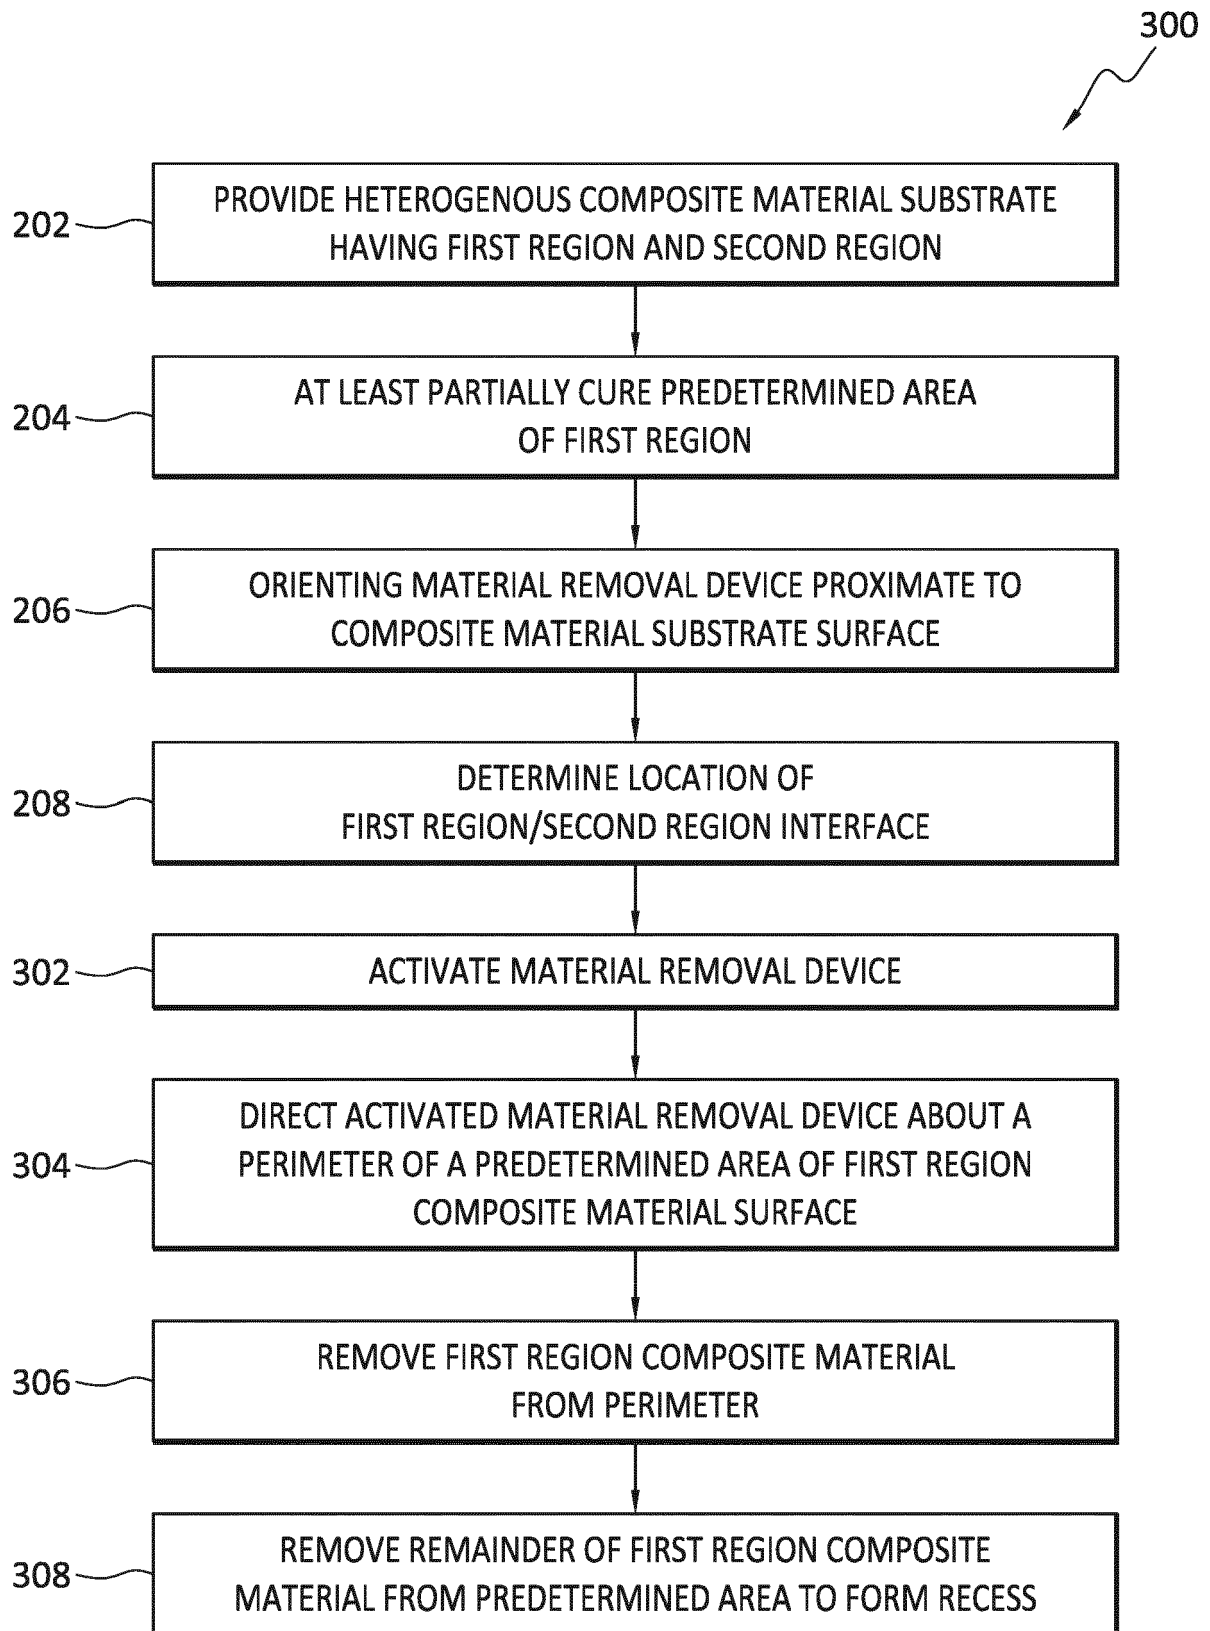 300
202
PROVIDE HETEROGENOUS COMPOSITE MATERIAL SUBSTRATE
HAVING FIRST REGION AND SECOND REGION
204
AT LEAST PARTIALLY CURE PREDETERMINED AREA
OF FIRST REGION
206
ORIENTING MATERIAL REMOVAL DEVICE PROXIMATE TO
COMPOSITE MATERIAL SUBSTRATE SURFACE
208
DETERMINE LOCATION OF
FIRST REGION/SECOND REGION INTERFACE
302
ACTIVATE MATERIAL REMOVAL DEVICE
304
DIRECT ACTIVATED MATERIAL REMOVAL DEVICE ABOUT A
PERIMETER OF A PREDETERMINED AREA OF FIRST REGION
COMPOSITE MATERIAL SURFACE
306
REMOVE FIRST REGION COMPOSITE MATERIAL
FROM PERIMETER
308
REMOVE REMAINDER OF FIRST REGION COMPOSITE
MATERIAL FROM PREDETERMINED AREA TO FORM RECESS